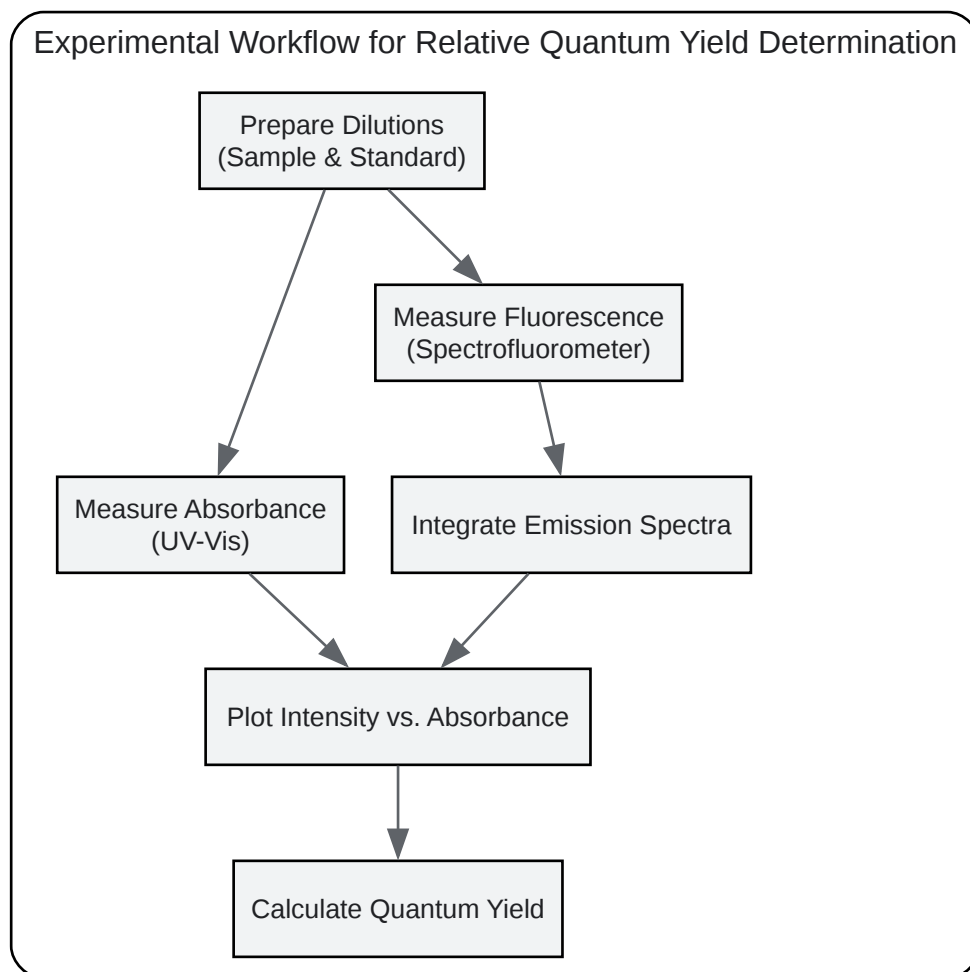 Experimental Workflow for Relative Quantum Yield Determination
Prepare Dilutions
(Sample & Standard)
Measure Fluorescence
(Spectrofluorometer)
Measure Absorbance
(UV-Vis)
Integrate Emission Spectra
Plot Intensity vs. Absorbance
Calculate Quantum Yield